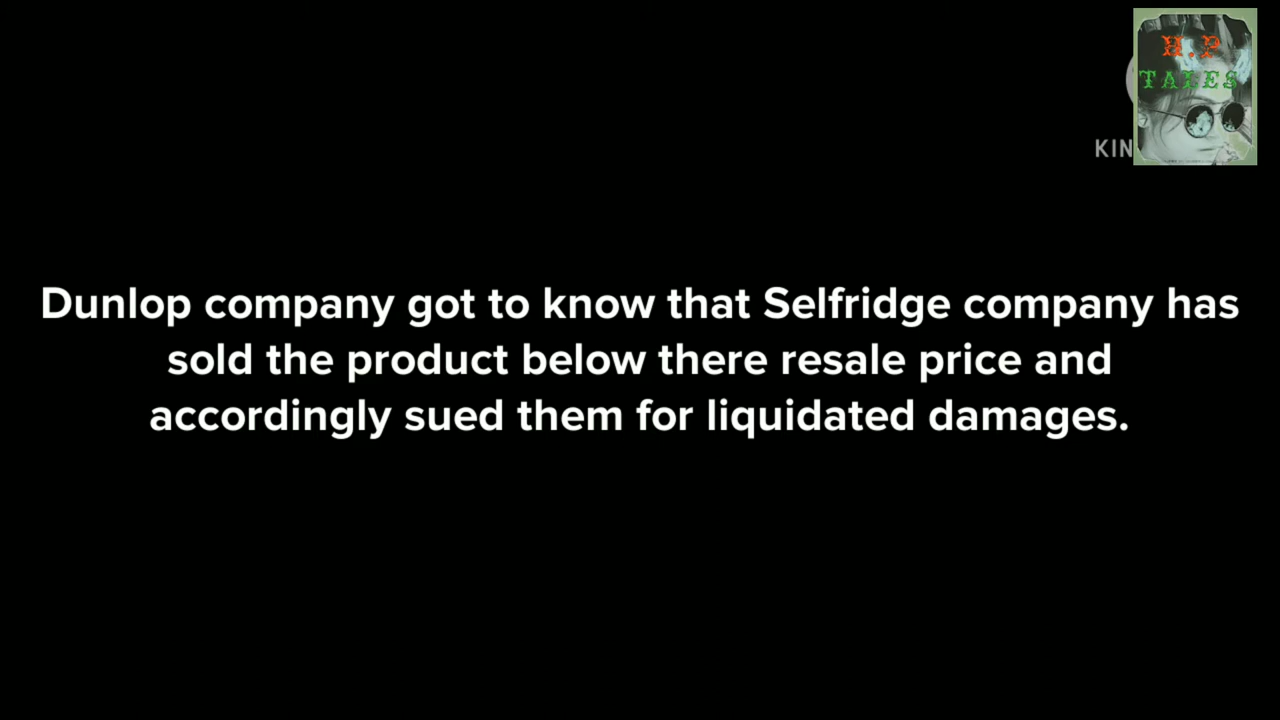 H.P
TALES
KIN
Dunlop company got to know that Selfridge company has
sold the product below there resale price and
accordingly sued them for liquidated damages.